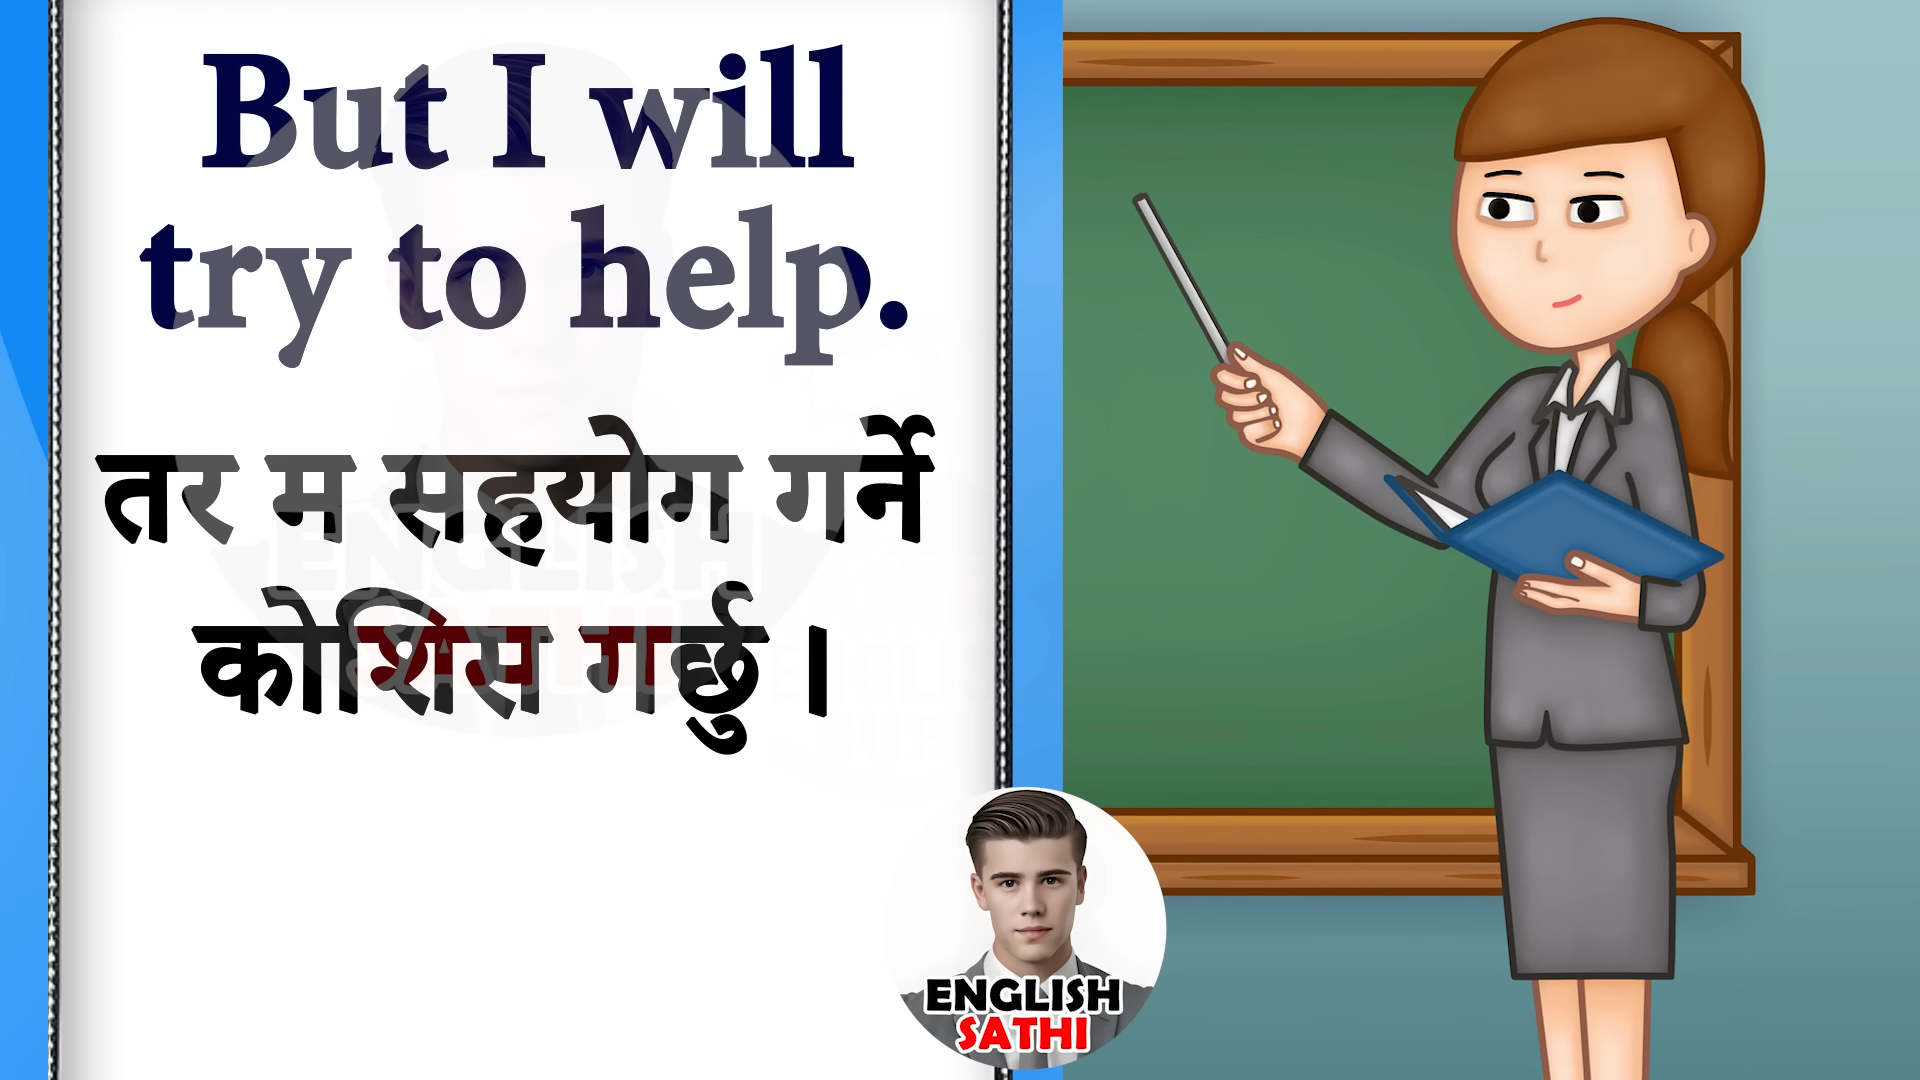 But I will
try to help.
तर म सहयोग गर्ने
कोशिस गर्छु ।
ENGLISH
SATHI